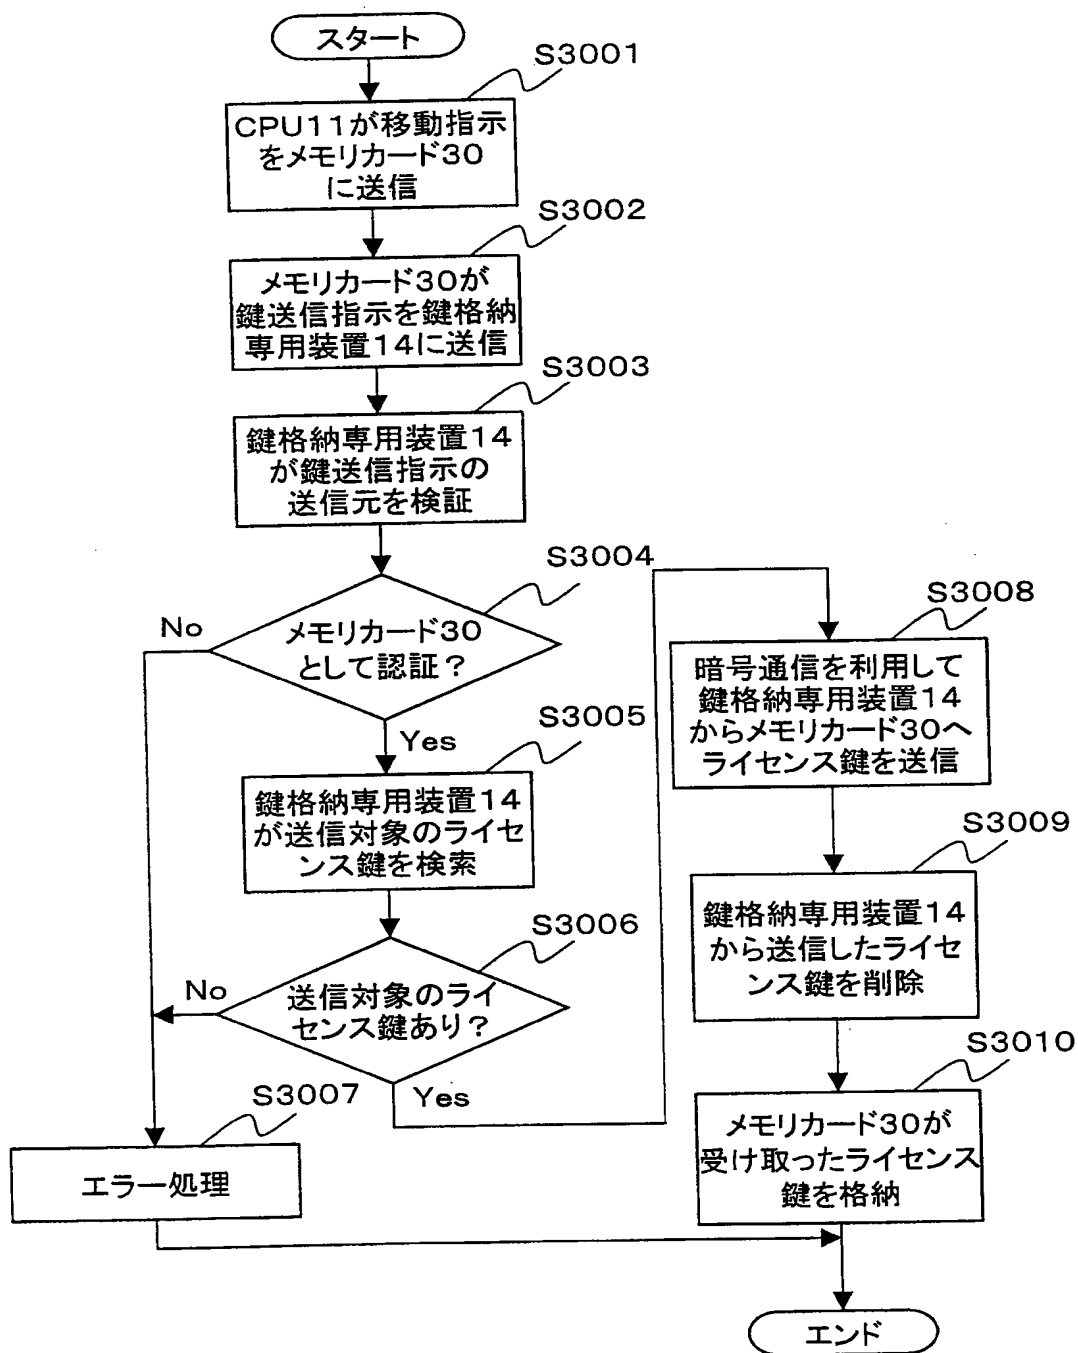 スタート
S3001
CPU11が移動指示
をメモリカード30
に送信
S3002
メモリカード30が
鍵送信指示を鍵格納
専用装置14に送信
S3003
鍵格納専用装置14
が鍵送信指示の
送信元を検証
S3004
メモリカード30
として認証？
No
Yes
S3005
鍵格納専用装置14
が送信対象のライセ
ンス鍵を検索
S3006
送信対象のライ
センス鍵あり？
No
Yes
S3007
エラー処理
S3008
暗号通信を利用して
鍵格納専用装置14
からメモリカード30へ
ライセンス鍵を送信
S3009
鍵格納専用装置14
から送信したライセ
ンス鍵を削除
S3010
メモリカード30が
受け取ったライセンス
鍵を格納
エンド